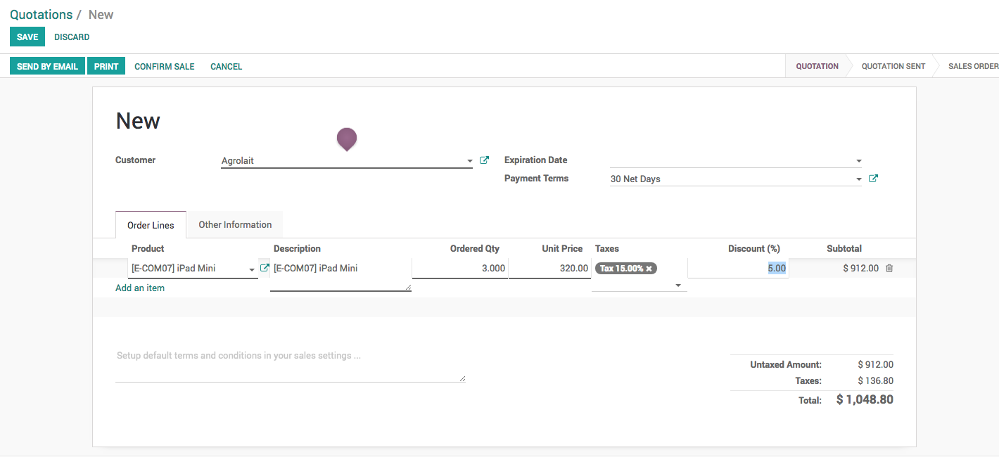 Quotations / New
SAVE DISCARD
SEND BY EMAIL PRINT CONFIRM SALE CANCEL QUOTATION QUOTATION SENT SALES ORDER
New
Customer Agrolait Expiration Date
Payment Terms 30 Net Days
Order Lines Other Information
Product Description Ordered Qty Unit Price Taxes Discount (%) Subtotal
[E-COM07] iPad Mini [E-COM07] iPad Mini 3.000 320.00 Tax 15.00% × 5.00 $ 912.00
Add an item
Setup default terms and conditions in your sales settings ...
Untaxed Amount: $ 912.00
Taxes: $ 136.80
Total: $ 1,048.80